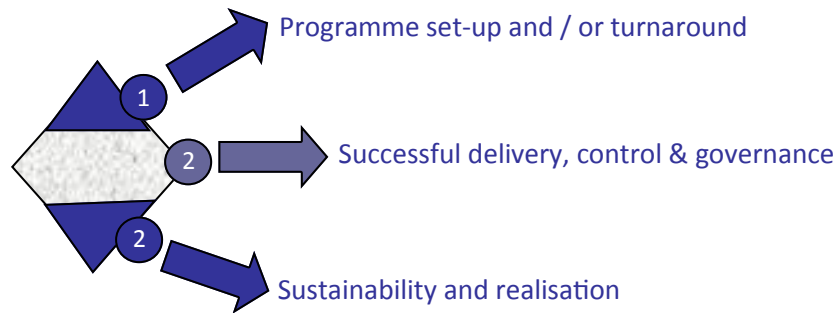 1 Programme set-up and / or turnaround
2 Successful delivery, control & governance
2 Sustainability and realisation